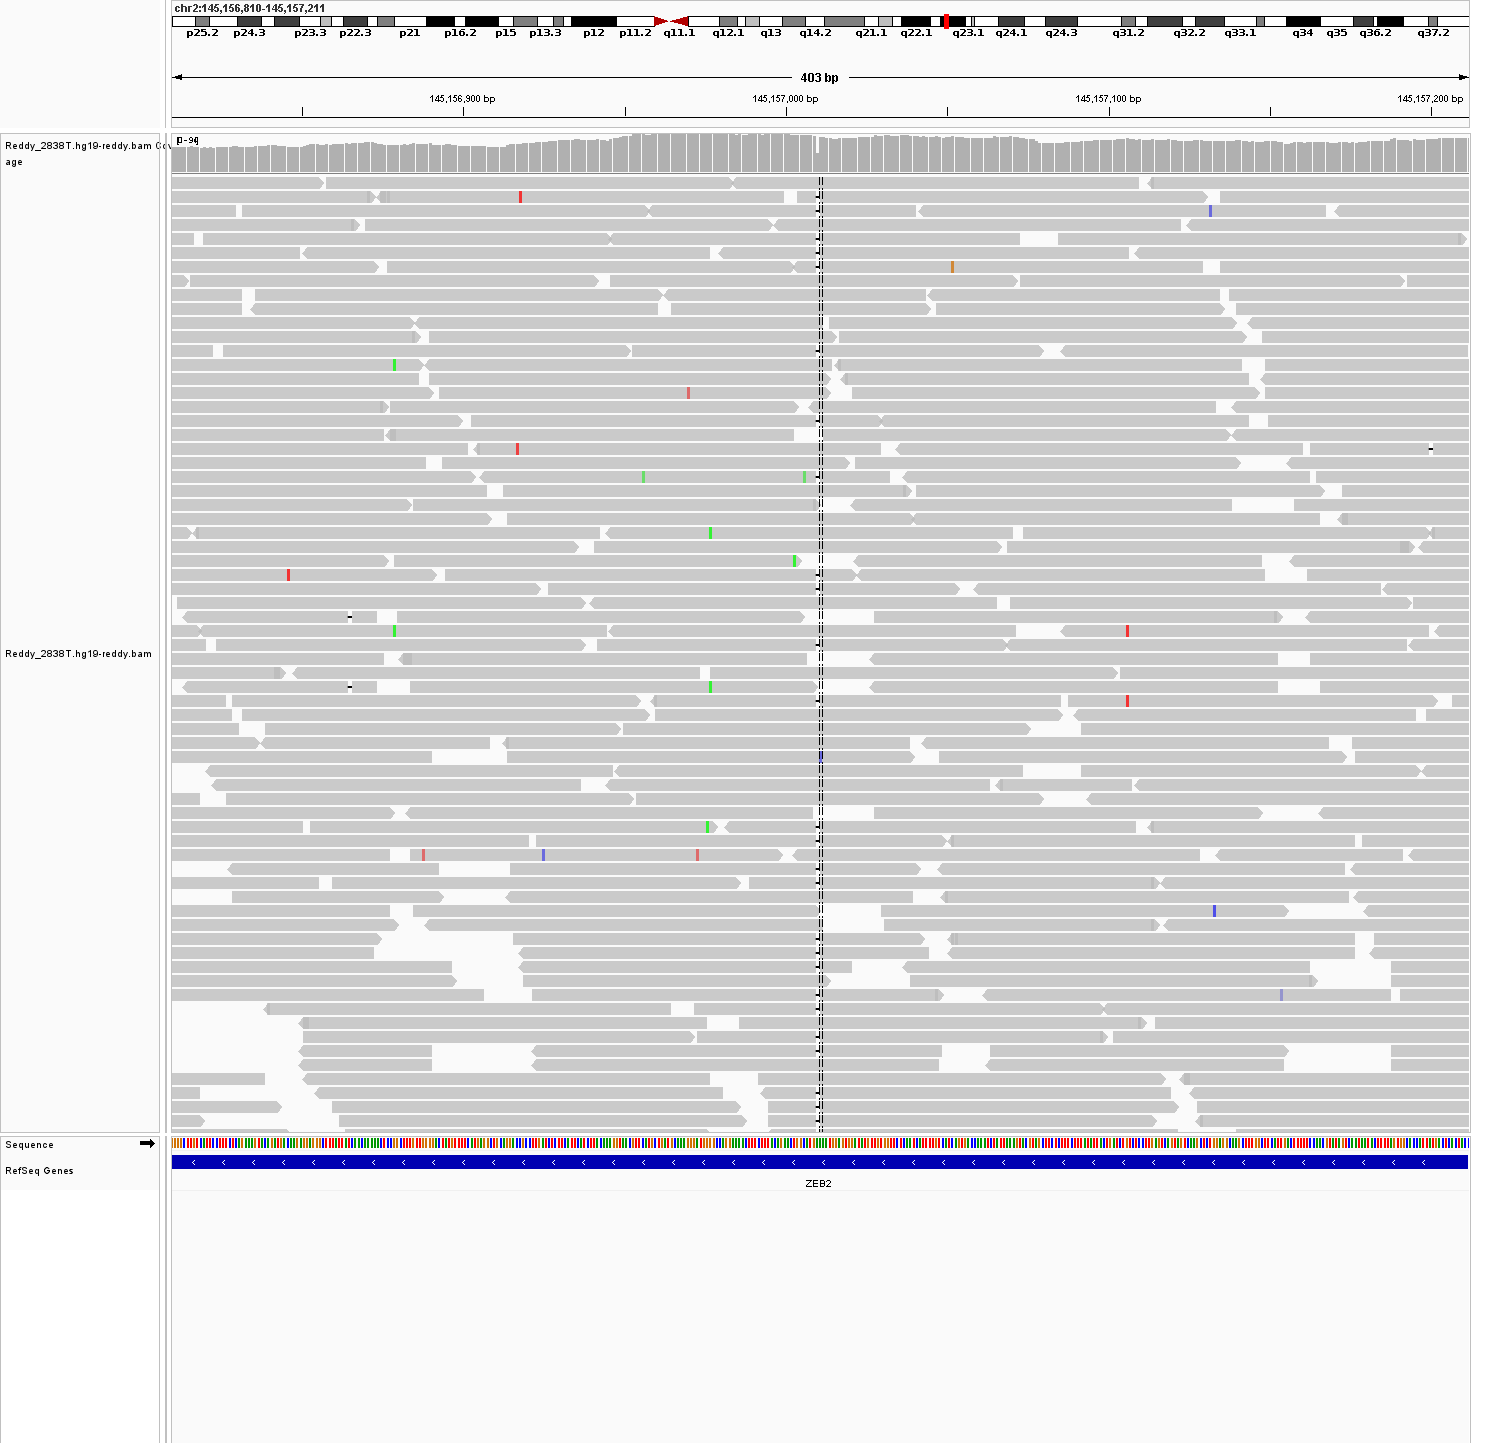 chr2:145,156,810-145,157,211
p25.2 p24.3 p23.3 p22.3 p21 p16.2 p15 p13.3 p12 p11.2 q11.1 q12.1 q13 q14.2 q21.1 q22.1 q23.1 q24.1 q24.3 q31.2 q32.2 q33.1 q34 q35 q36.2 q37.2
403 bp
145,156,900 bp 145,157,000 bp 145,157,100 bp 145,157,200 bp
Reddy_2838T.hg19-reddy.bam Cov
age
Reddy_2838T.hg19-reddy.bam
Sequence
RefSeq Genes
ZEB2